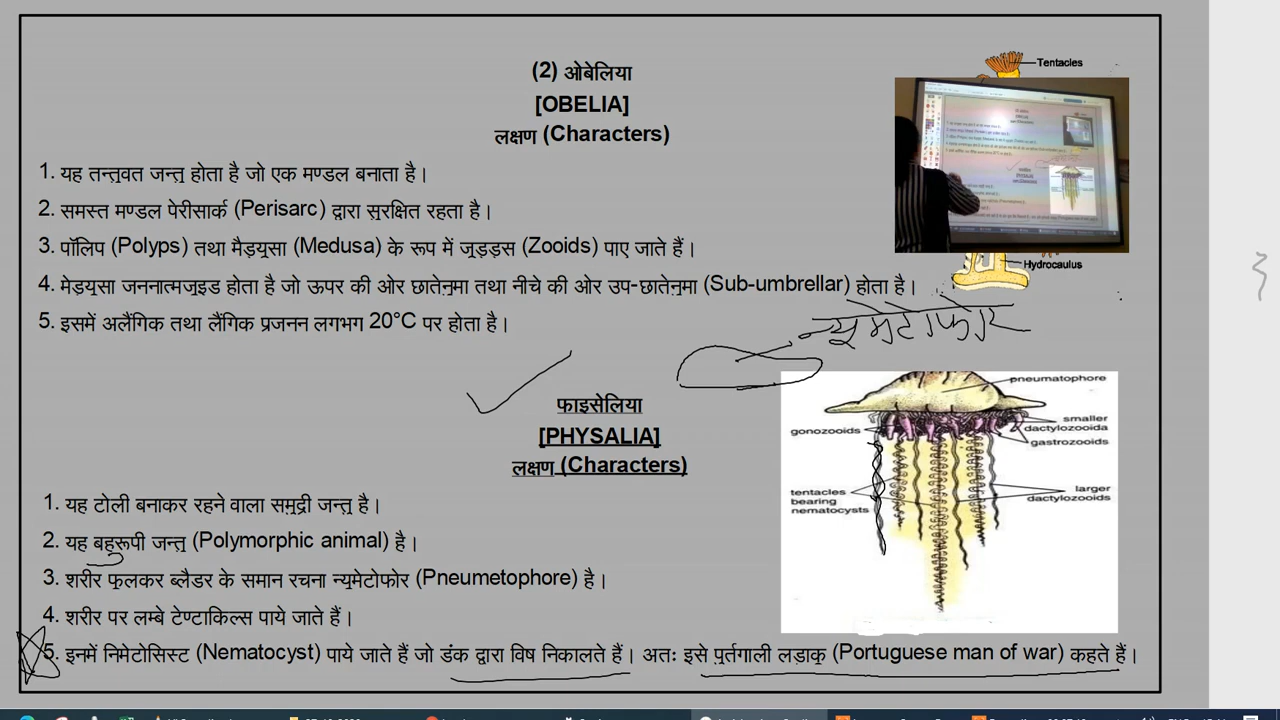 (2) ओबेलिया
[OBELIA]
लक्षण (Characters)
1. यह तन्तुवत जन्तु होता है जो एक मण्डल बनाता है।
2. समस्त मण्डल पेरीसार्क (Perisarc) द्वारा सुरक्षित रहता है।
3. पॉलिप (Polyps) तथा मैड्यूसा (Medusa) के रूप में जूइड्स (Zooids) पाए जाते हैं।
4. मेड्यूसा जननात्मजुइड होता है जो ऊपर की ओर छातेनुमा तथा नीचे की ओर उप-छातेनुमा (Sub-umbrellar) होता है।
5. इसमें अलैंगिक तथा लैंगिक प्रजनन लगभग 20°C पर होता है।
Tentacles
Hydrocaulus
न्यूमेटोफोर
फाइसेलिया
[PHYSALIA]
लक्षण (Characters)
1. यह टोली बनाकर रहने वाला समुद्री जन्तु है।
2. यह बहुरूपी जन्तु (Polymorphic animal) है।
3. शरीर फुलकर ब्लैडर के समान रचना न्यूमेटोफोर (Pneumetophore) है।
4. शरीर पर लम्बे टेण्टाकिल्स पाये जाते हैं।
5. इनमें निमेटोसिस्ट (Nematocyst) पाये जाते हैं जो डंक द्वारा विष निकालते हैं। अतः इसे पुर्तगाली लड़ाकू (Portuguese man of war) कहते हैं।
pneumatophore
smaller
dactylozooida
gastrozooids
gonozooids
tentacles
bearing
nematocysts
larger
dactylozooids